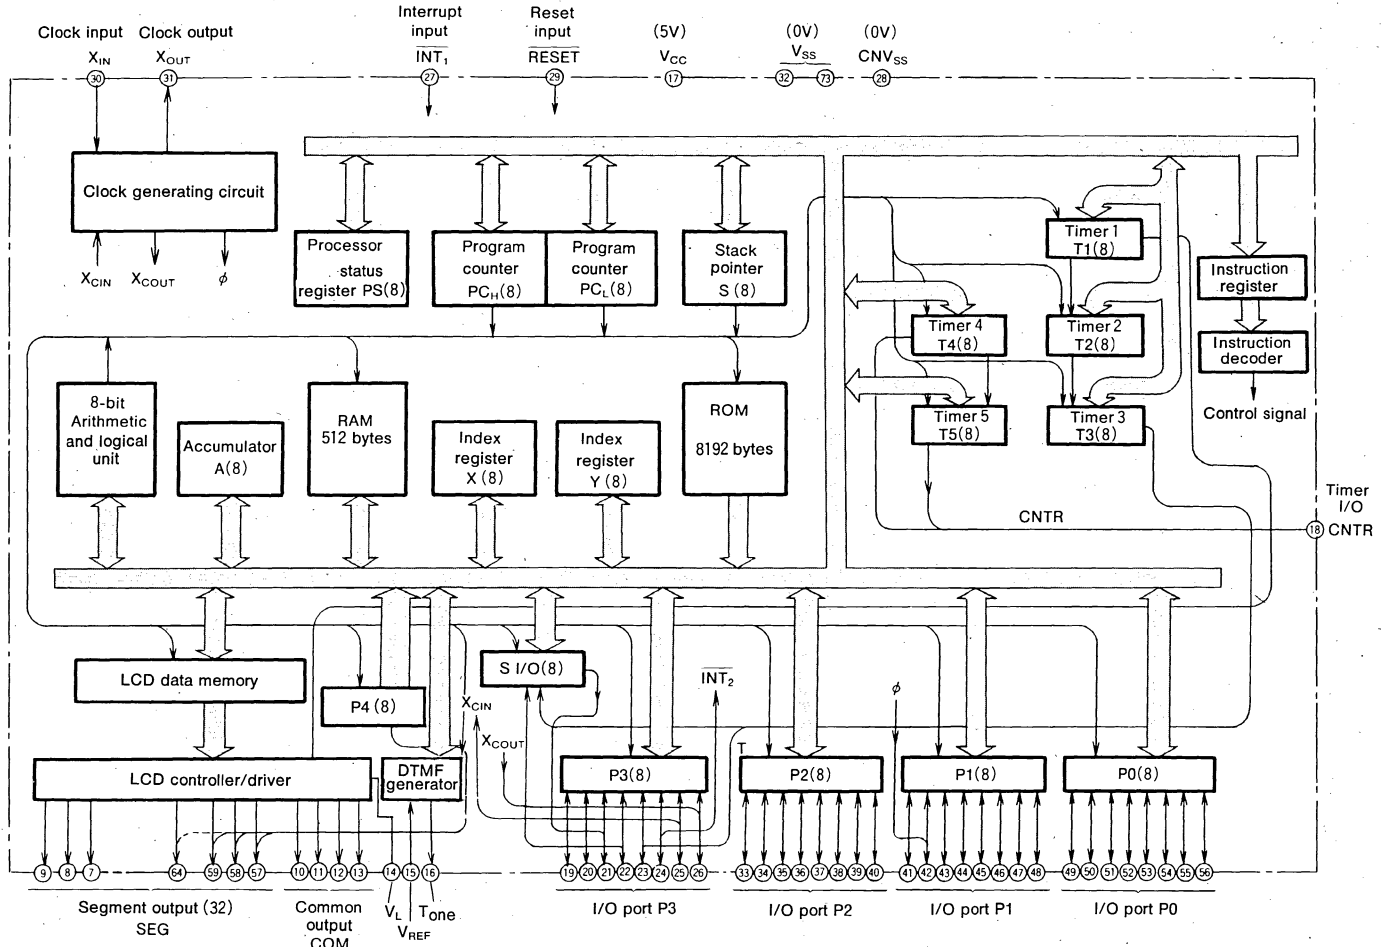 Clock input
Clock output
Interrupt
input
Reset
input
(5V)
(0V)
(0V)
XIN
XOUT
INT1
RESET
VCC
VSS
CNVSS
30
31
27
29
17
32
73
28
Clock generating circuit
XCIN
XCOUT
φ
Processor
status
register PS(8)
Program
counter
PCH(8)
Program
counter
PCL(8)
Stack
pointer
S (8)
Timer 1
T1(8)
Timer 4
T4(8)
Timer 2
T2(8)
Timer 5
T5(8)
Timer 3
T3(8)
Instruction
register
Instruction
decoder
Control signal
8-bit
Arithmetic
and logical
unit
Accumulator
A(8)
RAM
512 bytes
Index
register
X (8)
Index
register
Y (8)
ROM
8192 bytes
CNTR
Timer
I/O
18
CNTR
LCD data memory
P4 (8)
S I/O(8)
XCIN
XCOUT
INT2
φ
T
LCD controller/driver
DTMF
generator
P3(8)
P2(8)
P1(8)
P0(8)
9
8
7
64
59
58
57
10
11
12
13
14
15
16
19
20
21
22
23
24
25
26
33
34
35
36
37
38
39
40
41
42
43
44
45
46
47
48
49
50
51
52
53
54
55
56
Segment output (32)
SEG
Common
output
COM
VL
VREF
Tone
I/O port P3
I/O port P2
I/O port P1
I/O port P0